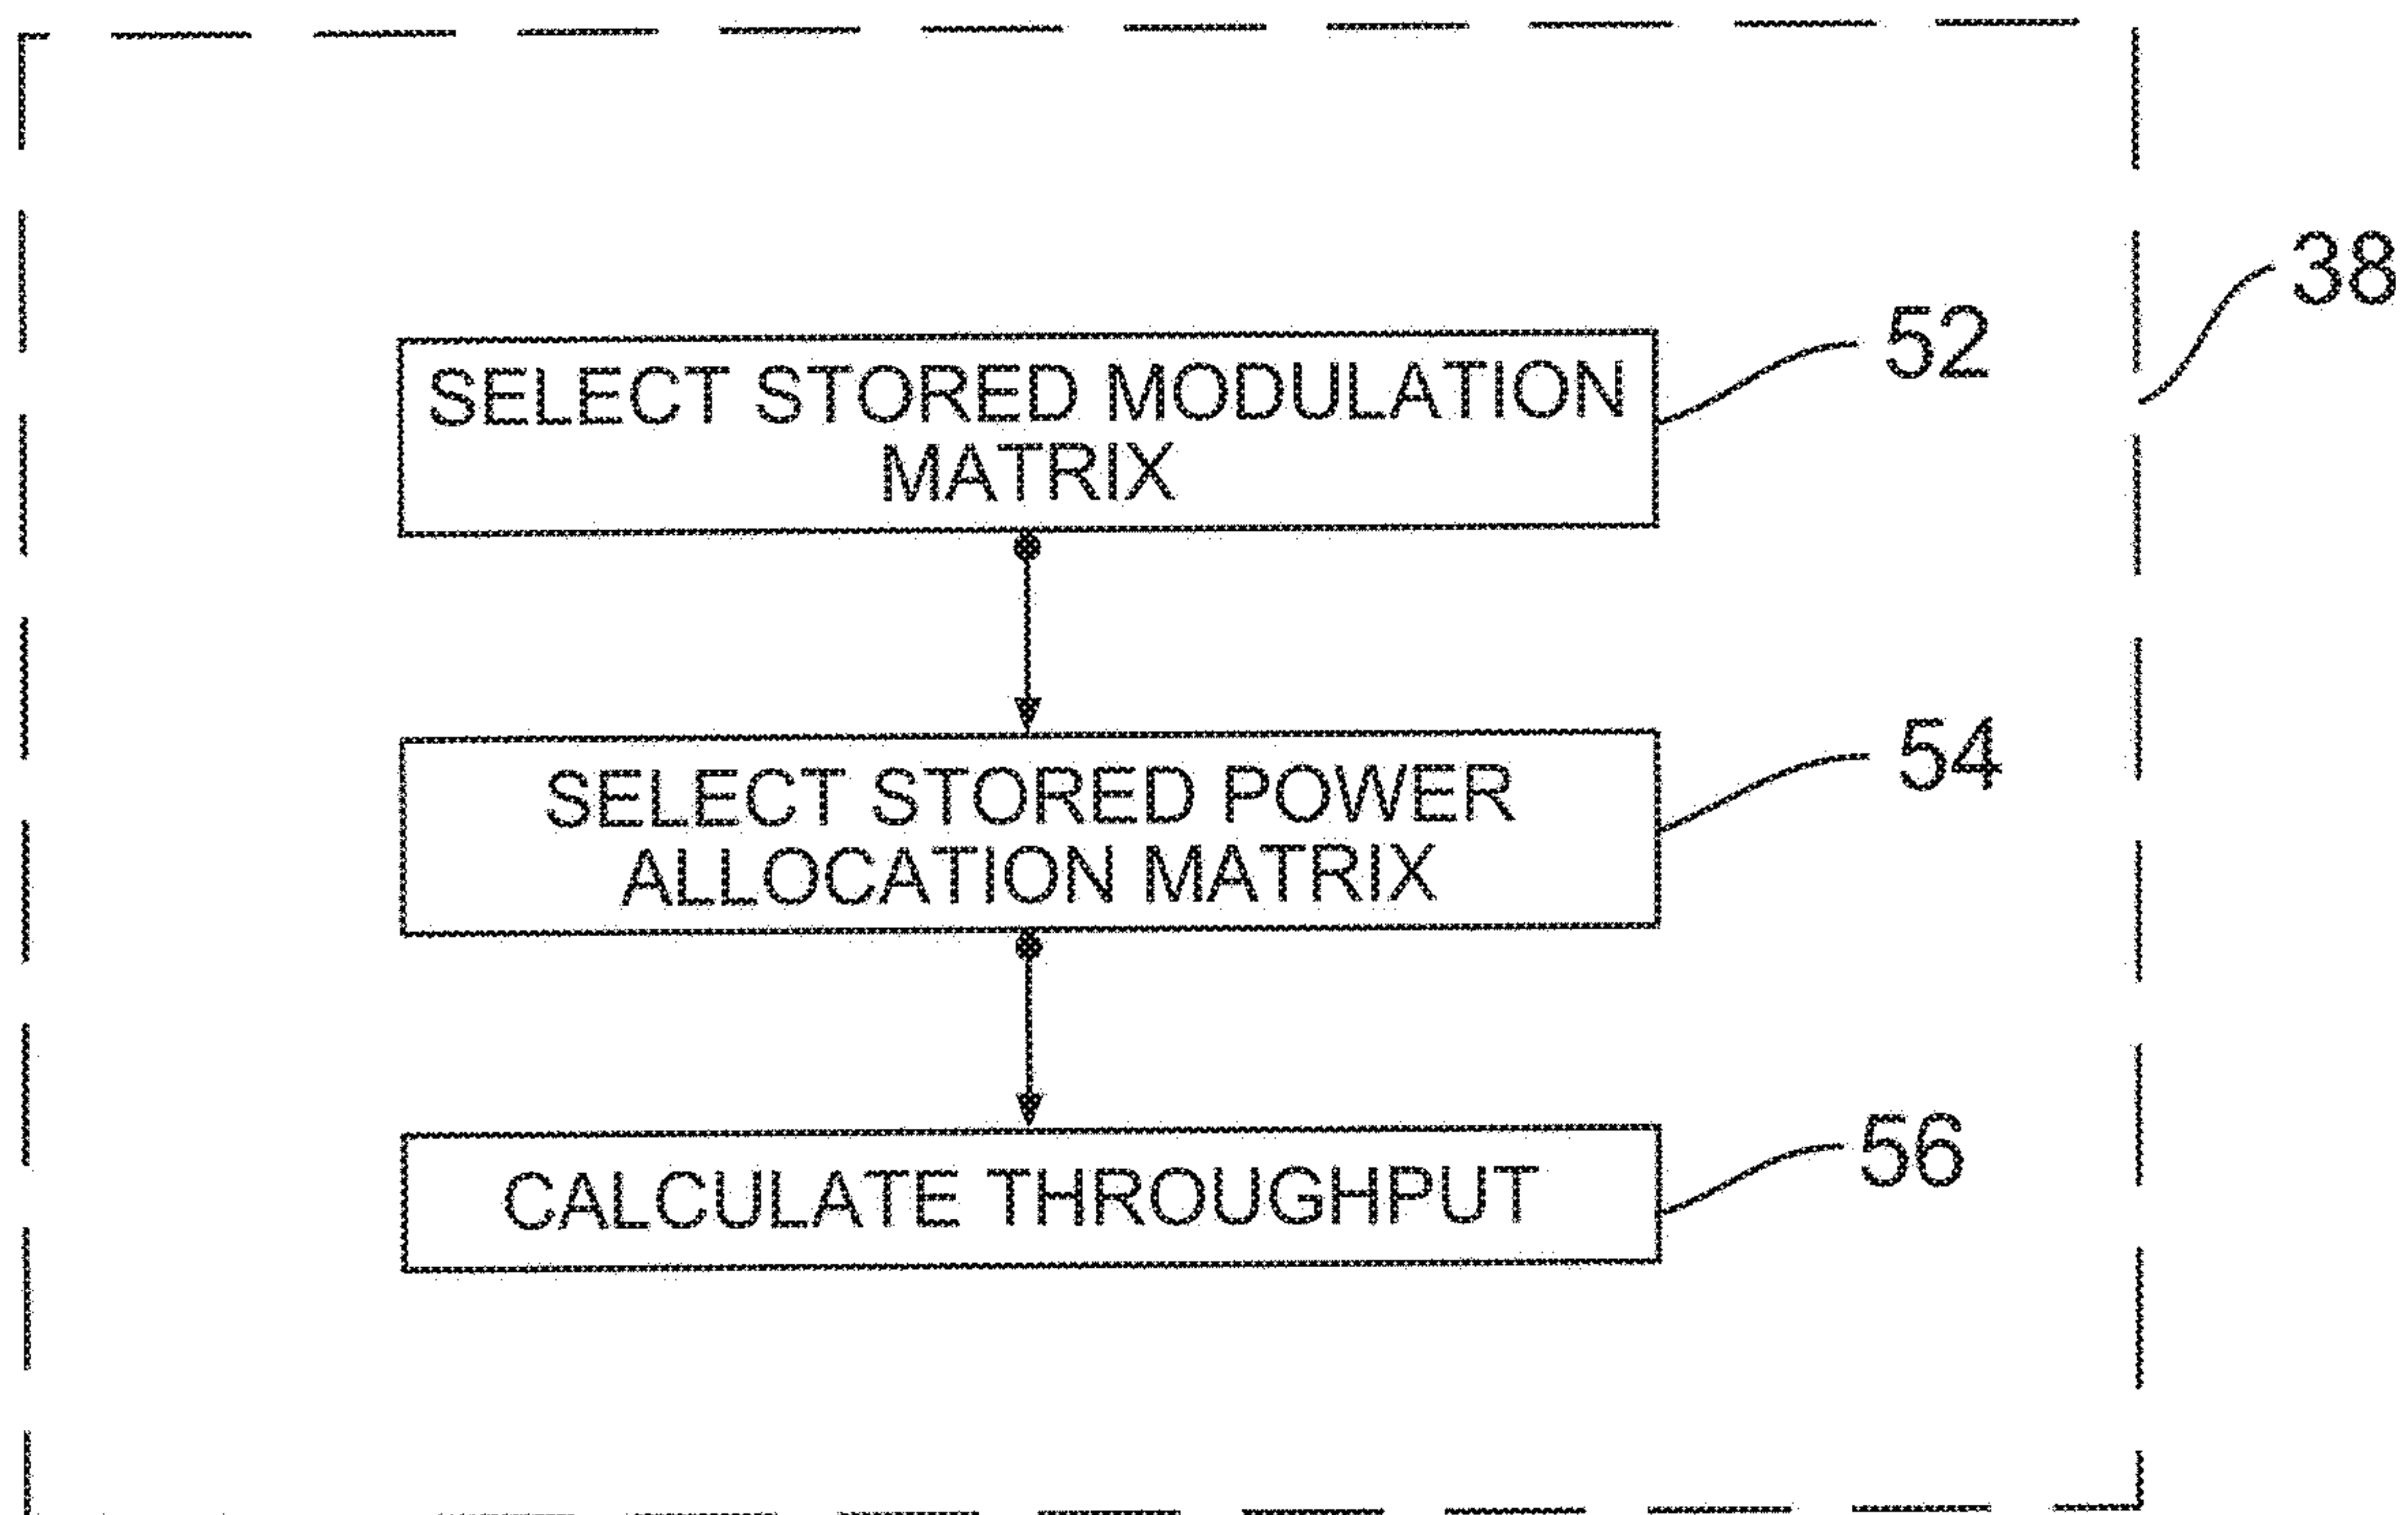 38
52
SELECT STORED MODULATION
MATRIX
54
SELECT STORED POWER
ALLOCATION MATRIX
56
CALCULATE THROUGHPUT